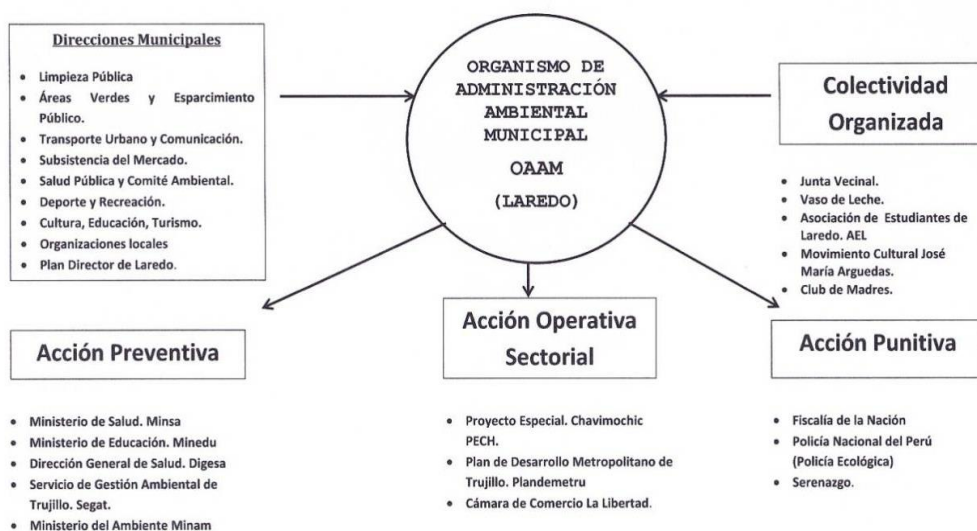 Direcciones Municipales
• Limpieza Pública
• Áreas Verdes y Esparcimiento
Público.
• Transporte Urbano y Comunicación.
• Subsistencia del Mercado.
• Salud Pública y Comité Ambiental.
• Deporte y Recreación.
• Cultura, Educación, Turismo.
• Organizaciones locales
• Plan Director de Laredo.
ORGANISMO DE
ADMINISTRACIÓN
AMBIENTAL
MUNICIPAL
OAAM
(LAREDO)
Colectividad
Organizada
• Junta Vecinal.
• Vaso de Leche.
• Asociación de Estudiantes de
Laredo. AEL
• Movimiento Cultural José
María Arguedas.
• Club de Madres.
Acción Preventiva
• Ministerio de Salud. Minsa
• Ministerio de Educación. Minedu
• Dirección General de Salud. Digesa
• Servicio de Gestión Ambiental de
Trujillo. Segat.
• Ministerio del Ambiente Minam
Acción Operativa
Sectorial
• Proyecto Especial. Chavimochic
PECH.
• Plan de Desarrollo Metropolitano de
Trujillo. Plandemetru
• Cámara de Comercio La Libertad.
Acción Punitiva
• Fiscalía de la Nación
• Policía Nacional del Perú
(Policía Ecológica)
• Serenazgo.